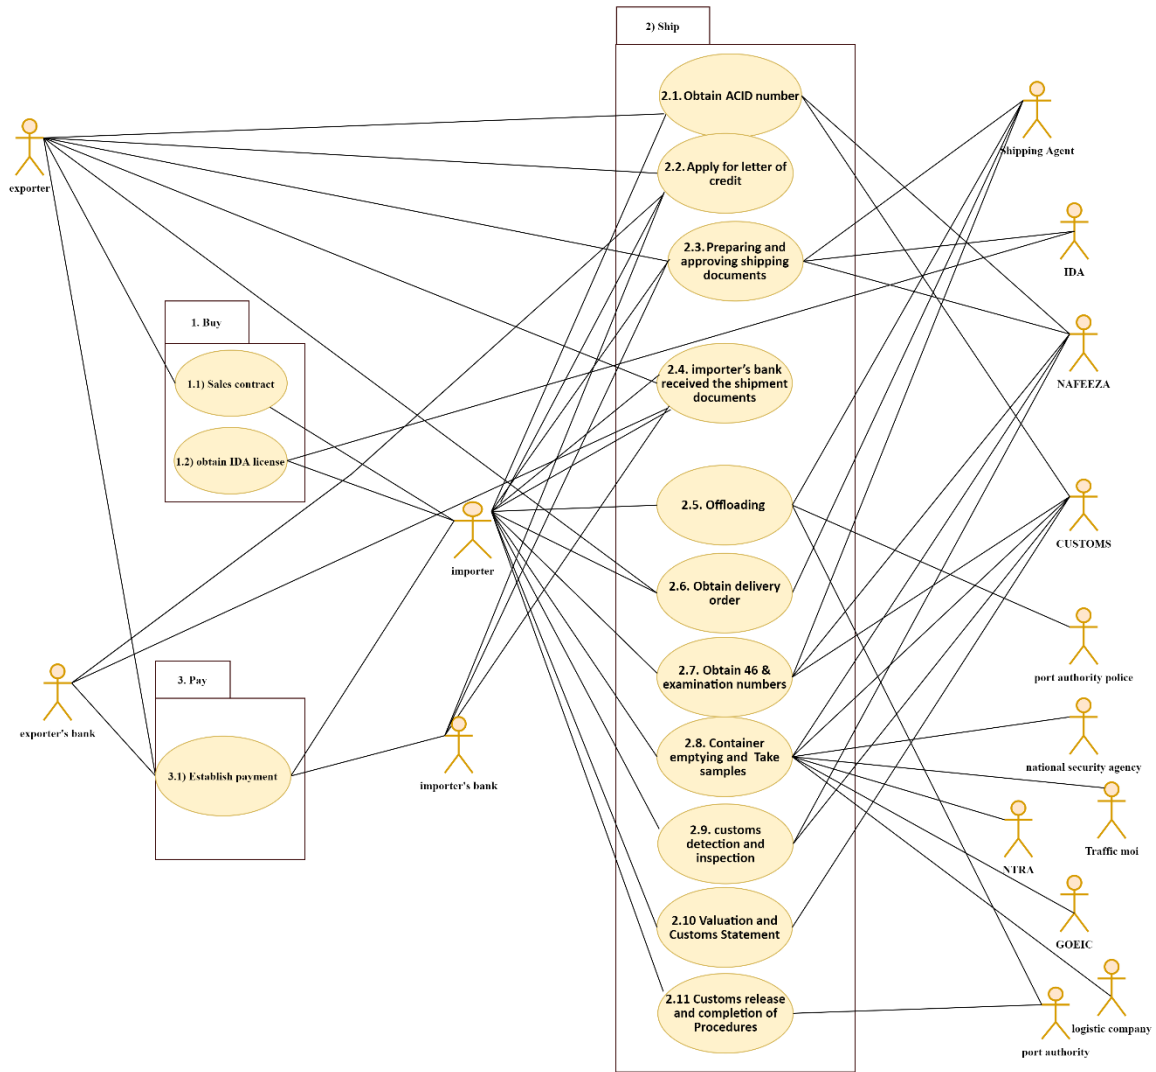 2) Ship
2.1. Obtain ACID number
Shipping Agent
exporter
2.2. Apply for letter of
credit
2.3. Preparing and
approving shipping
documents
IDA
1. Buy
1.1) Sales contract
2.4. importer's bank
received the shipment
documents
NAFEEZA
1.2) obtain IDA license
2.5. Offloading
importer
CUSTOMS
2.6. Obtain delivery
order
3. Pay
2.7. Obtain 46 &
examination numbers
port authority police
exporter's bank
3.1) Establish payment
importer's bank
2.8. Container
emptying and Take
samples
national security agency
2.9. customs
detection and
inspection
NTRA
Traffic moi
2.10 Valuation and
Customs Statement
GOEIC
2.11 Customs release
and completion of
Procedures
logistic company
port authority